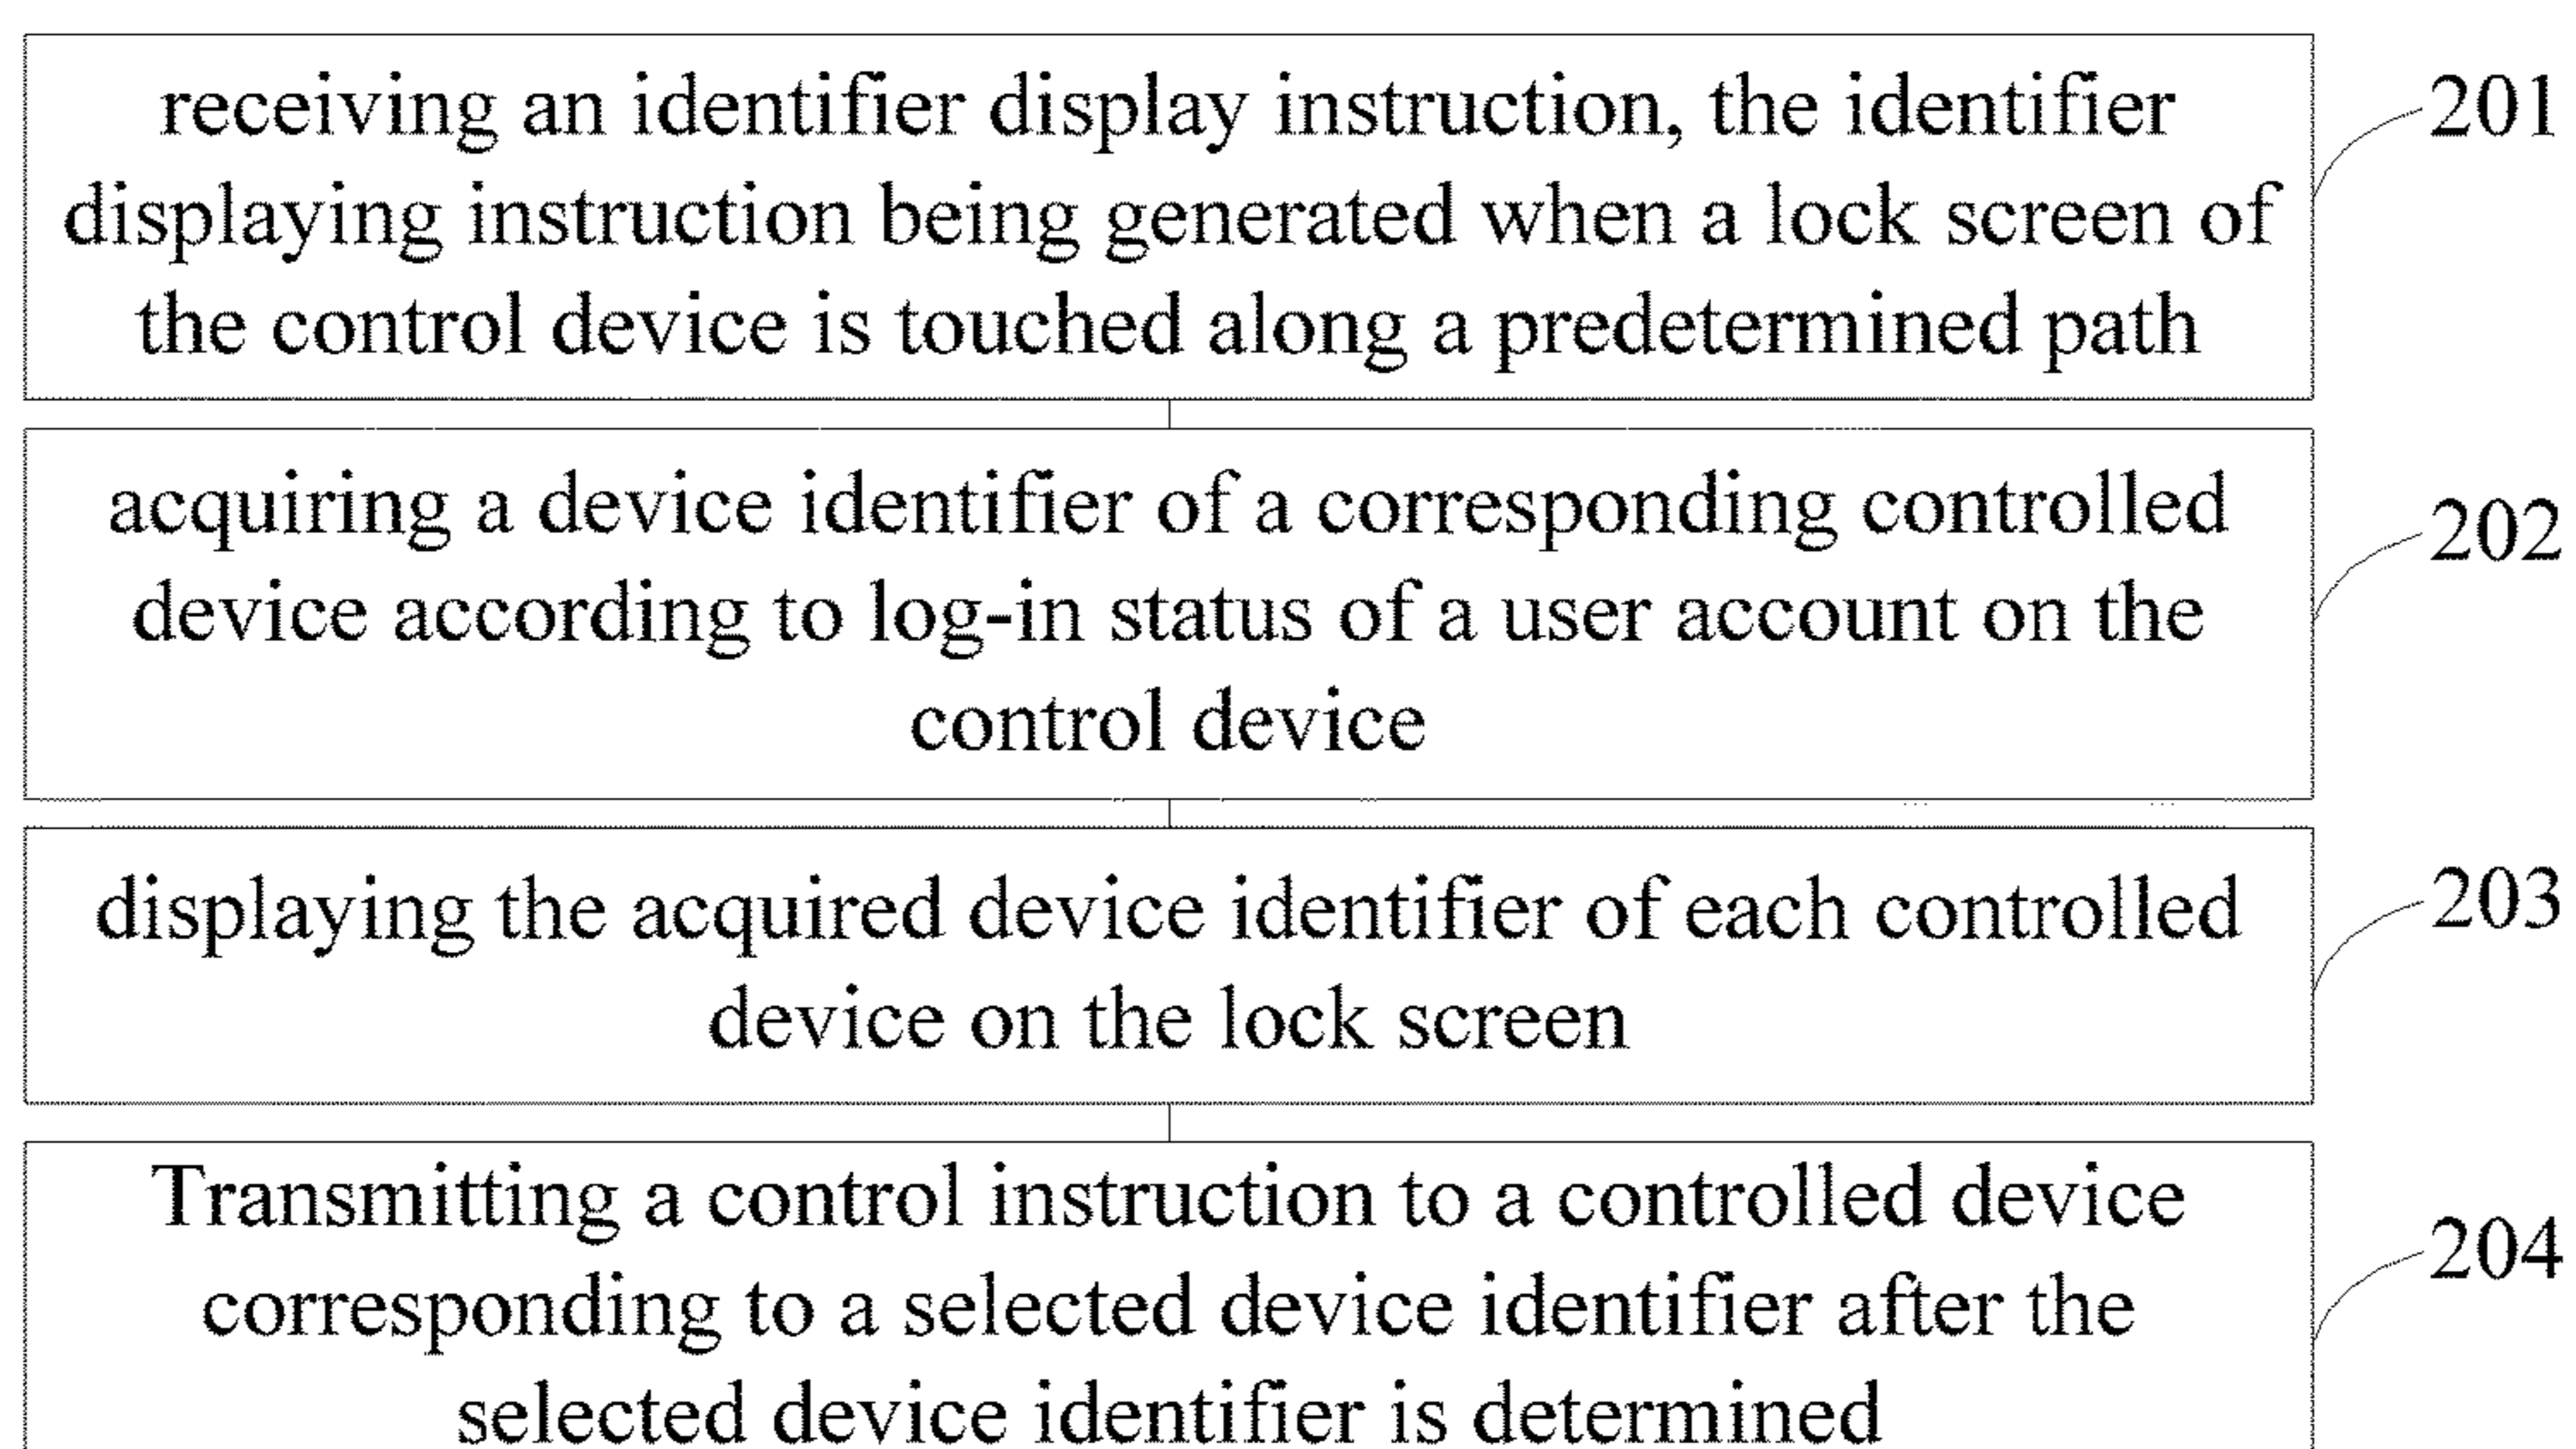 receiving an identifier display instruction, the identifier
displaying instruction being generated when a lock screen of
the control device is touched along a predetermined path
201
acquiring a device identifier of a corresponding controlled
device according to log-in status of a user account on the
control device
202
displaying the acquired device identifier of each controlled
device on the lock screen
203
Transmitting a control instruction to a controlled device
corresponding to a selected device identifier after the
selected device identifier is determined
204